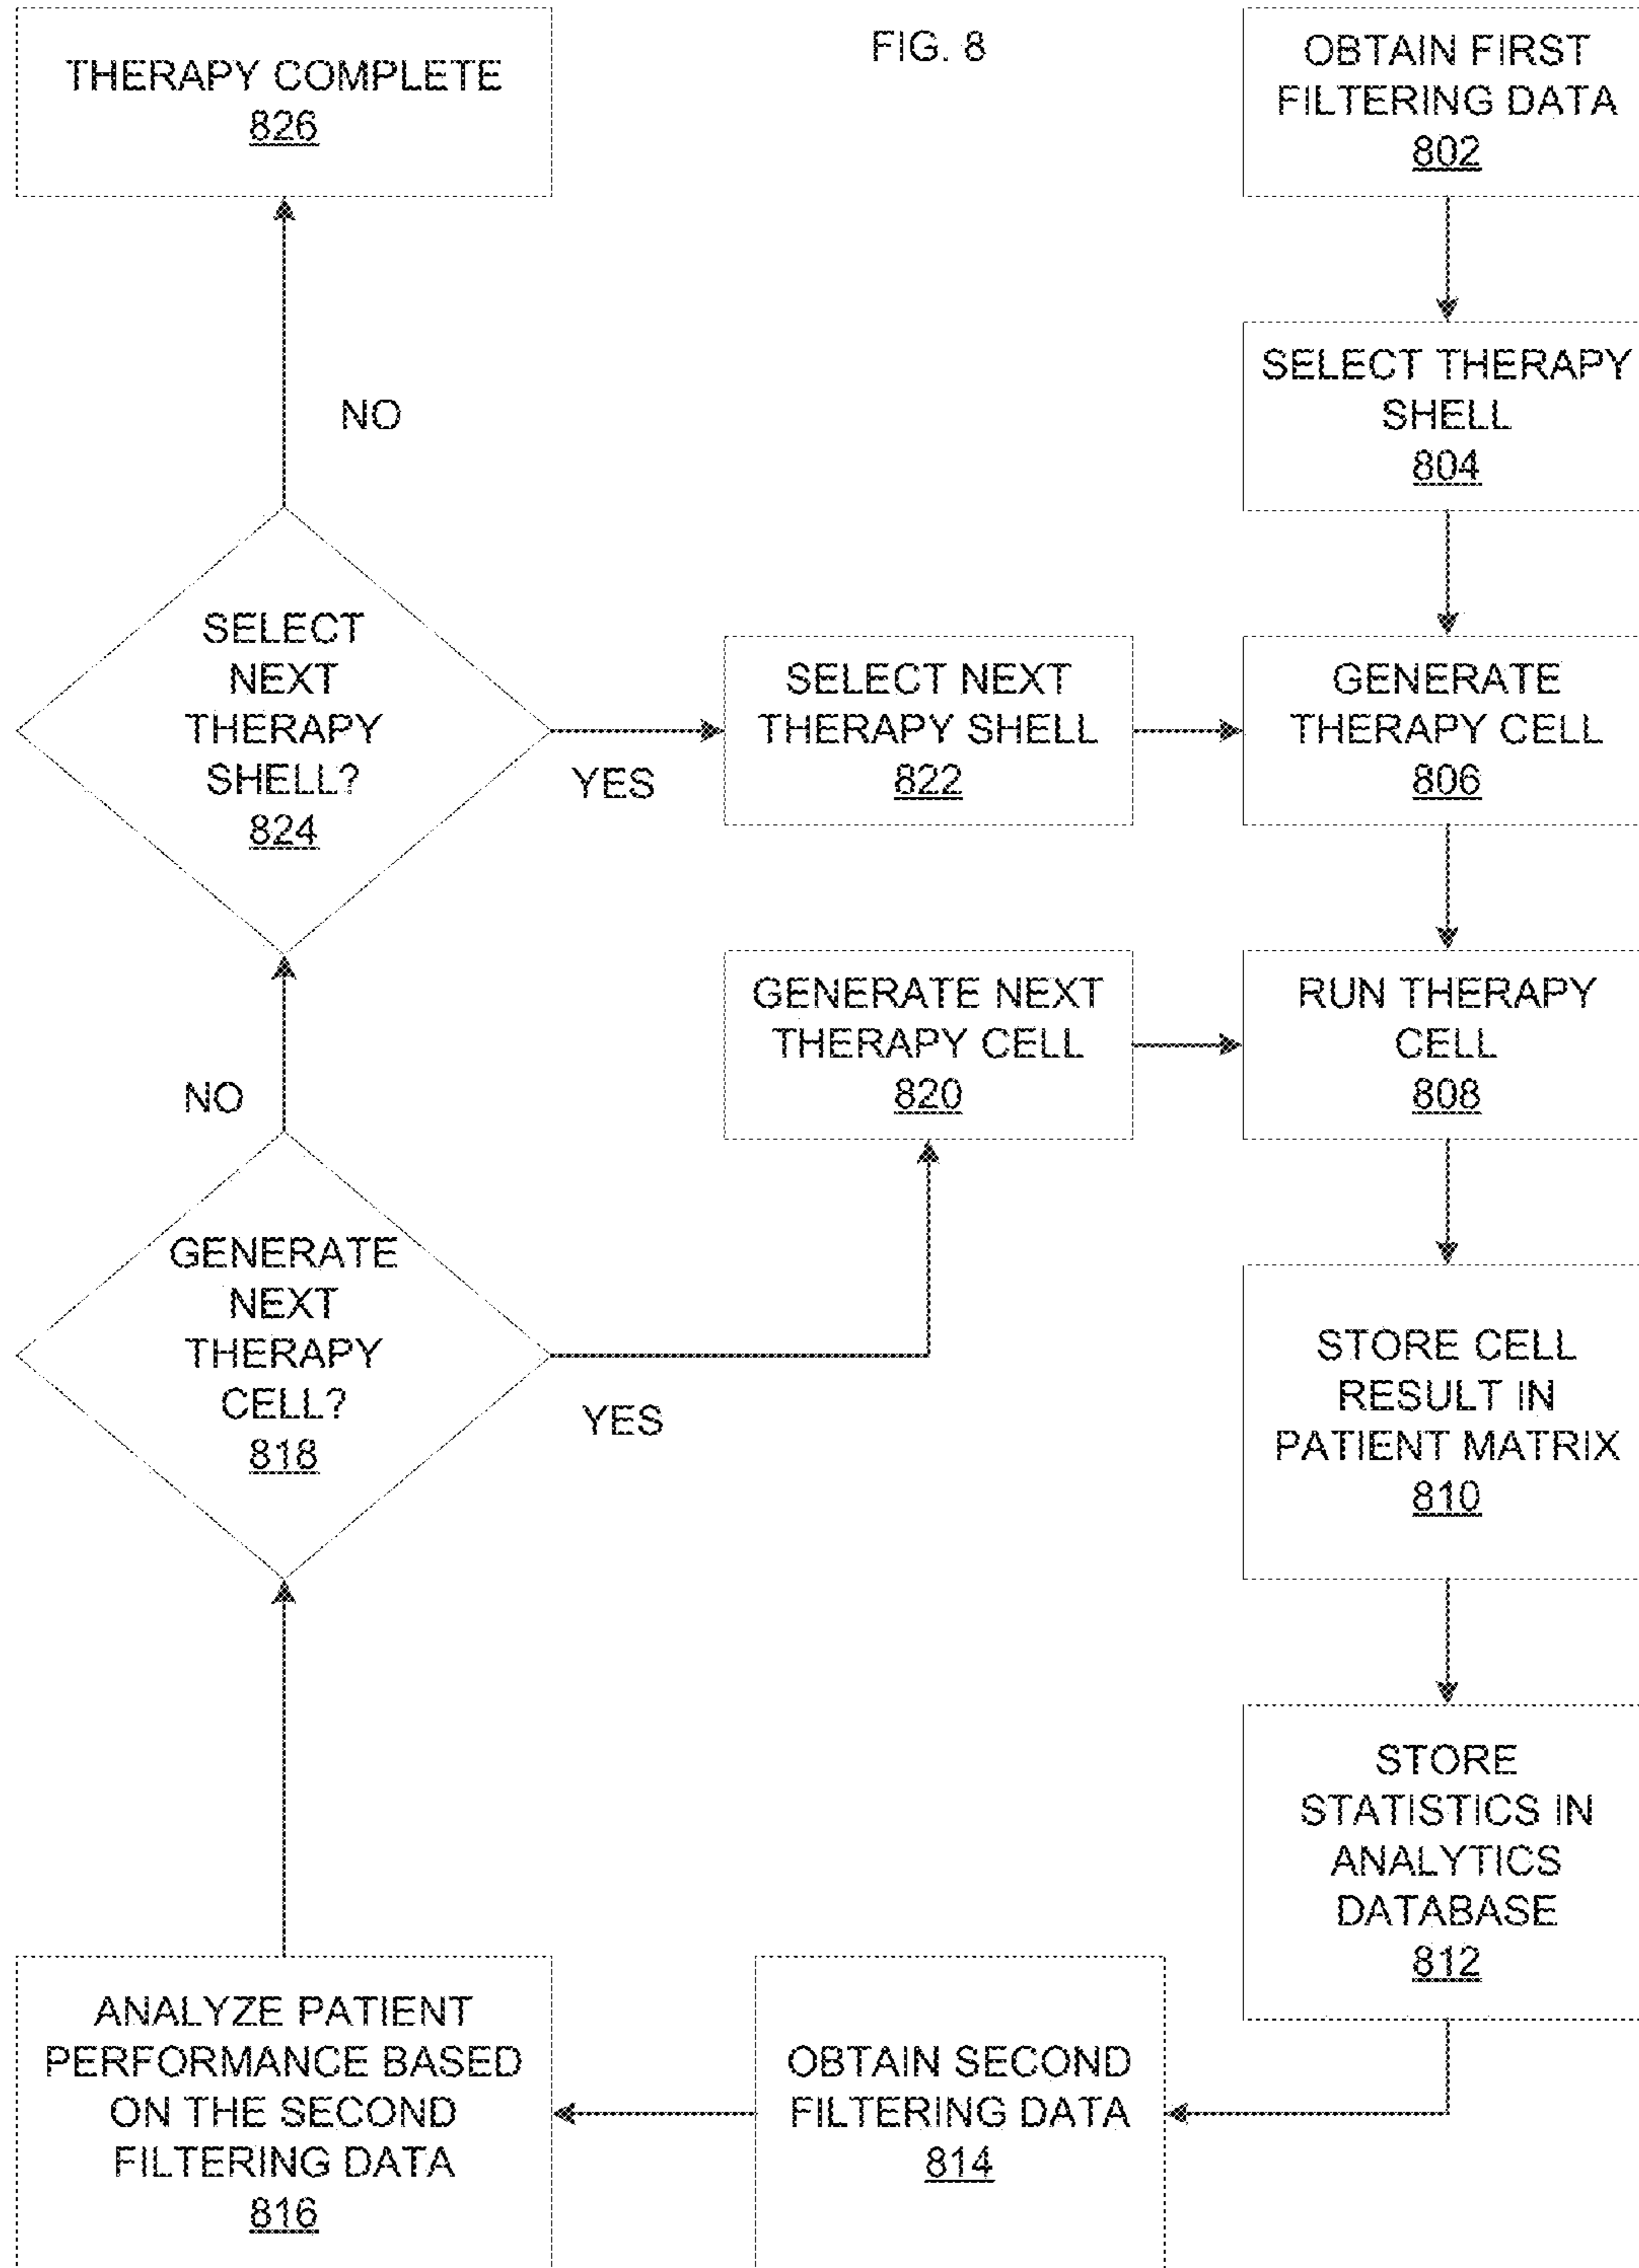 FIG. 8
OBTAIN FIRST
FILTERING DATA
802
SELECT THERAPY
SHELL
804
GENERATE
THERAPY CELL
806
RUN THERAPY
CELL
808
STORE CELL
RESULT IN
PATIENT MATRIX
810
STORE
STATISTICS IN
ANALYTICS
DATABASE
812
OBTAIN SECOND
FILTERING DATA
814
ANALYZE PATIENT
PERFORMANCE BASED
ON THE SECOND
FILTERING DATA
816
GENERATE
NEXT
THERAPY
CELL?
818
YES
GENERATE NEXT
THERAPY CELL
820
NO
SELECT
NEXT
THERAPY
SHELL?
824
YES
SELECT NEXT
THERAPY SHELL
822
NO
THERAPY COMPLETE
826